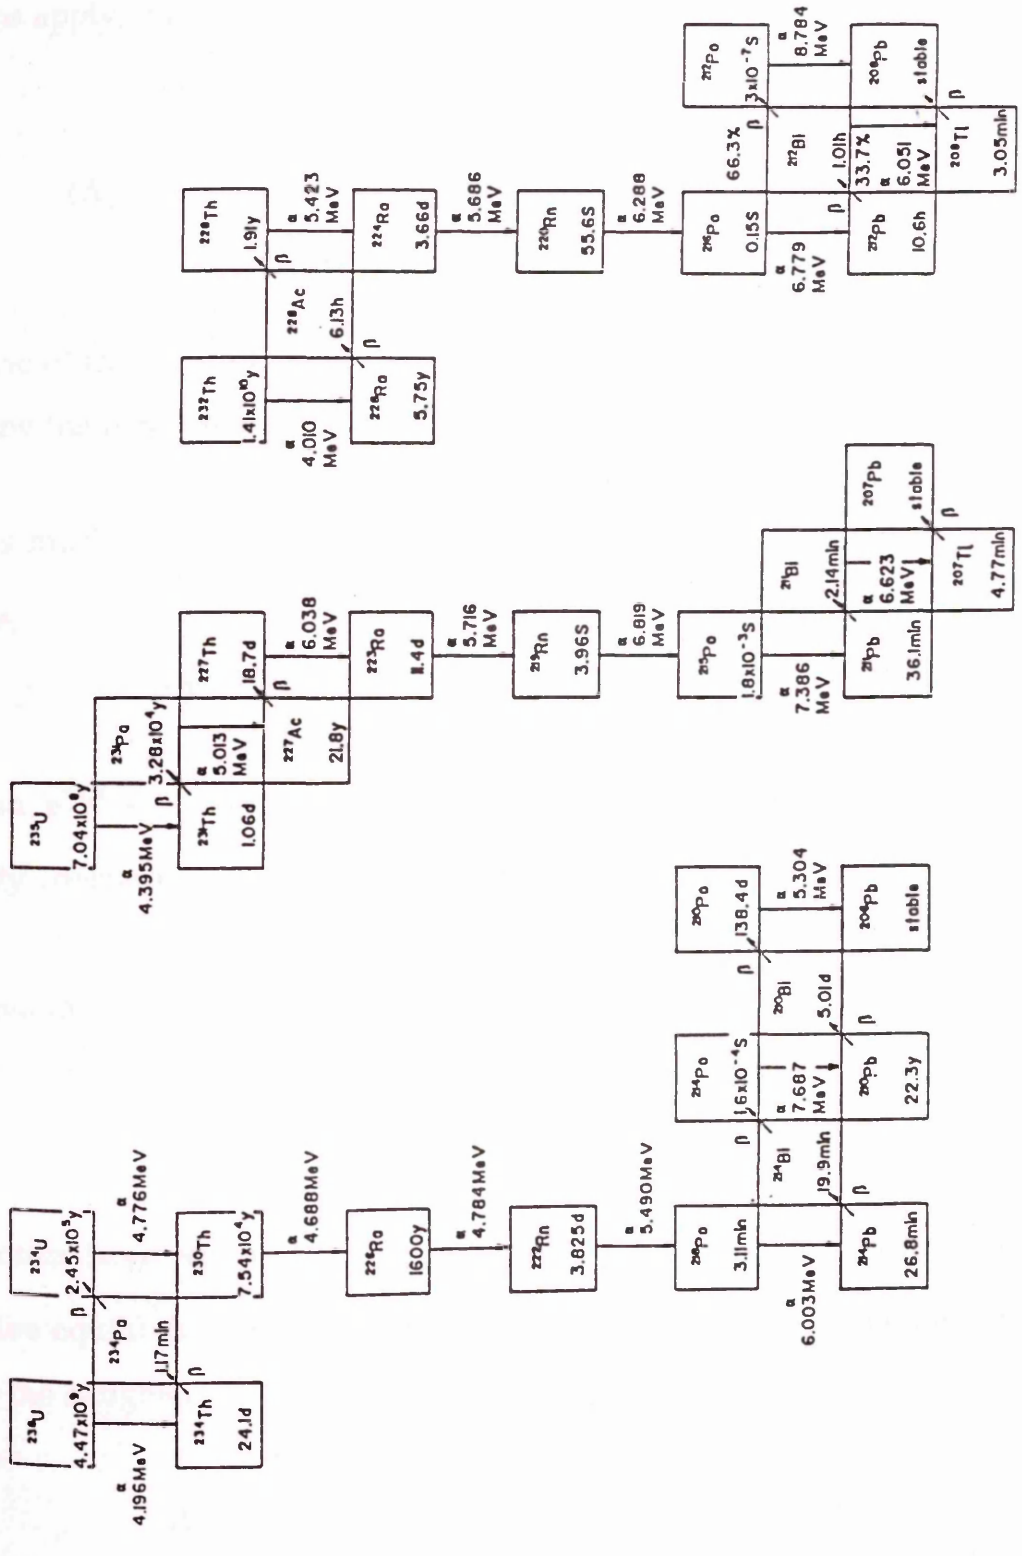 ²³⁸U
4.47x10⁹y
α
4.196MeV
²³⁴Th
24.1d
β
²³⁴Pa
1.17min
β
²³⁴U
2.45x10⁵y
α
4.776MeV
²³⁰Th
7.54x10⁴y
α
4.688MeV
²²⁶Ra
1600y
α
4.784MeV
²²²Rn
3.825d
α
5.490MeV
²¹⁸Po
3.11min
α
6.003MeV
²¹⁴Pb
26.8min
β
²¹⁴Bi
19.9min
β
²¹⁴Po
1.6x10⁻⁴S
α
7.687
MeV
²¹⁰Pb
22.3y
β
²¹⁰Bi
5.01d
β
²¹⁰Po
138.4d
α
5.304
MeV
²⁰⁶Pb
stable
²³⁵U
7.04x10⁸y
α
4.395MeV
²³¹Th
1.06d
β
²³¹Pa
3.28x10⁴y
α
5.013
MeV
²²⁷Ac
21.8y
β
²²⁷Th
18.7d
α
6.038
MeV
²²³Ra
11.4d
α
5.716
MeV
²¹⁹Rn
3.96S
α
6.819
MeV
²¹⁵Po
1.8x10⁻³S
α
7.386
MeV
²¹¹Pb
36.1min
²¹¹Bi
2.14min
α
6.623
MeV
²⁰⁷Tl
4.77min
β
²⁰⁷Pb
stable
²³²Th
1.41x10¹⁰y
α
4.010
MeV
²²⁸Ra
5.75y
β
²²⁸Ac
6.13h
β
²²⁸Th
1.91y
α
5.423
MeV
²²⁴Ra
3.66d
α
5.686
MeV
²²⁰Rn
55.6S
α
6.288
MeV
²¹⁶Po
0.15S
α
6.779
MeV
²¹²Pb
10.6h
β
²¹²Bi
1.01h
66.3%
β
²¹²Po
3x10⁻⁷S
α
8.784
MeV
33.7%
α
6.051
MeV
²⁰⁸Tl
3.05min
β
²⁰⁸Pb
stable